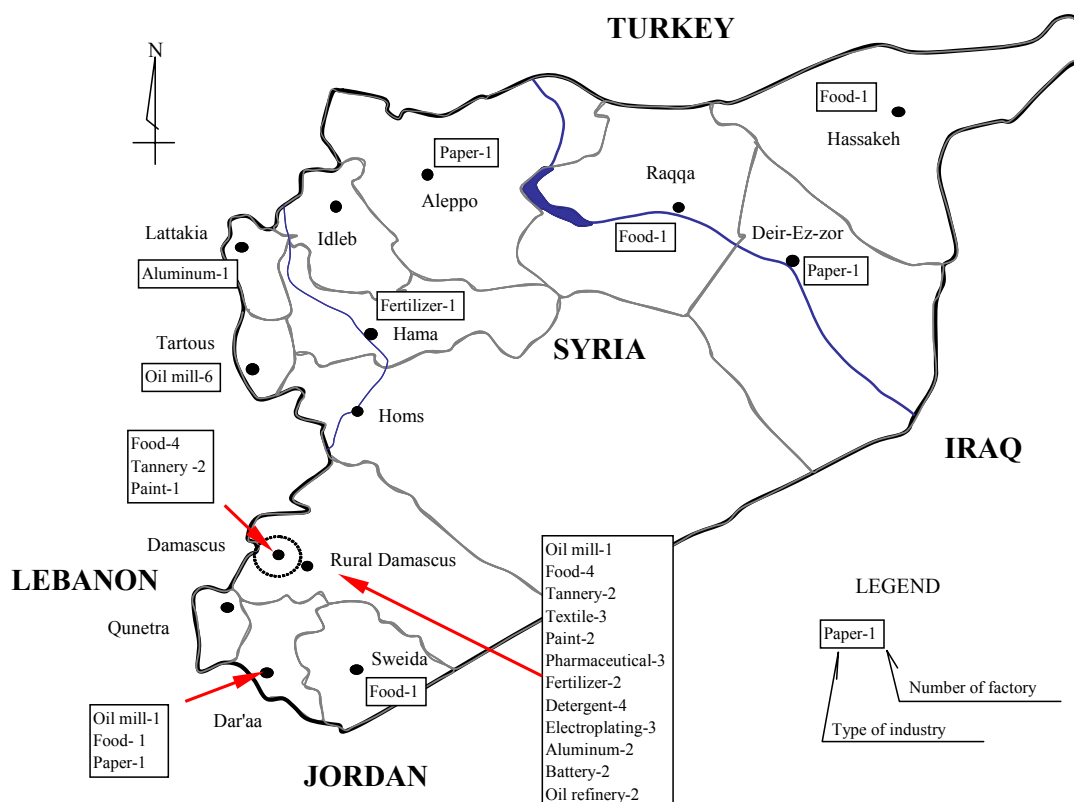 TURKEY
N
Food-1
Hassakeh
Paper-1
Aleppo
Raqqa
Idleb
Lattakia
Food-1
Deir-Ez-zor
Aluminum-1
Paper-1
Fertilizer-1
Hama
Tartous
SYRIA
Oil mill-6
Homs
IRAQ
Food-4
Tannery -2
Paint-1
Damascus
Rural Damascus
LEBANON
Qunetra
Sweida
Food-1
Dar'aa
Oil mill-1
Food- 1
Paper-1
JORDAN
Oil mill-1
Food-4
Tannery-2
Textile-3
Paint-2
Pharmaceutical-3
Fertilizer-2
Detergent-4
Electroplating-3
Aluminum-2
Battery-2
Oil refinery-2
LEGEND
Paper-1
Number of factory
Type of industry